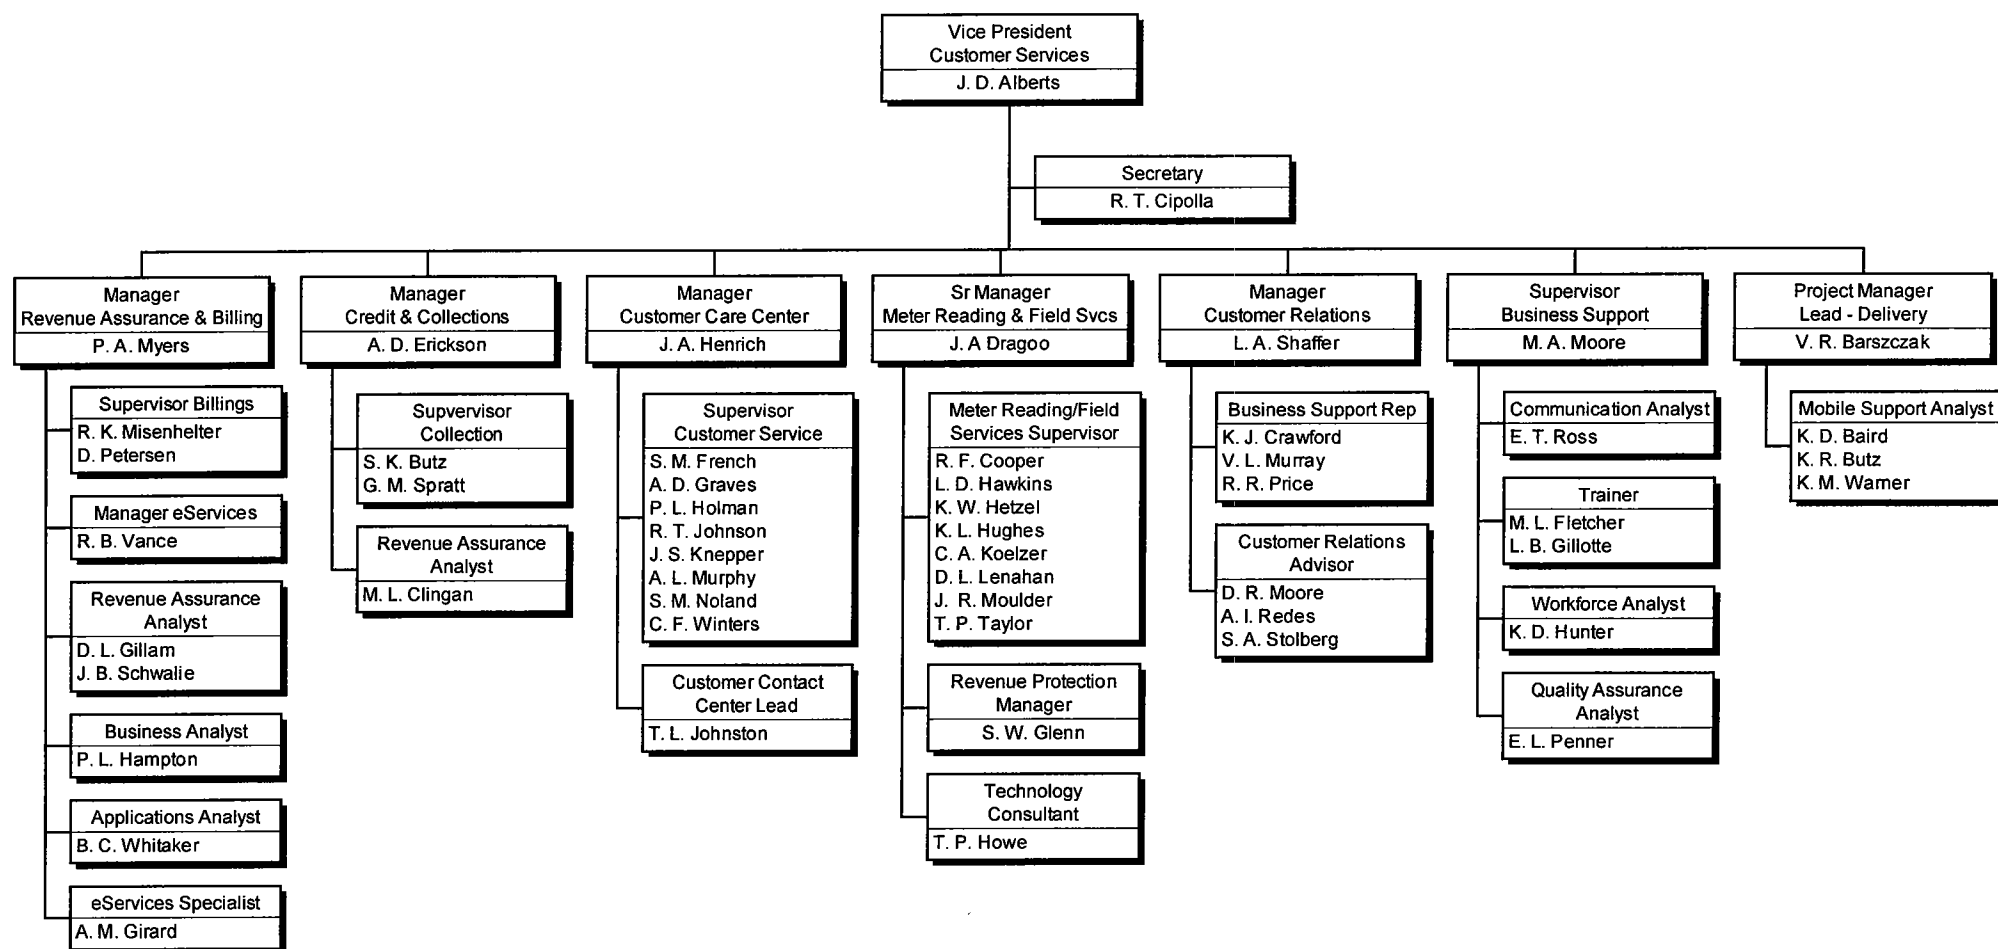 Vice President
Customer Services
J. D. Alberts
Secretary
R. T. Cipolla
Manager
Revenue Assurance & Billing
P. A. Myers
Supervisor Billings
R. K. Misenhelter
D. Petersen
Manager eServices
R. B. Vance
Revenue Assurance
Analyst
D. L. Gillam
J. B. Schwalie
Business Analyst
P. L. Hampton
Applications Analyst
B. C. Whitaker
eServices Specialist
A. M. Girard
Manager
Credit & Collections
A. D. Erickson
Supvervisor
Collection
S. K. Butz
G. M. Spratt
Revenue Assurance
Analyst
M. L. Clingan
Manager
Customer Care Center
J. A. Henrich
Supervisor
Customer Service
S. M. French
A. D. Graves
P. L. Holman
R. T. Johnson
J. S. Knepper
A. L. Murphy
S. M. Noland
C. F. Winters
Customer Contact
Center Lead
T. L. Johnston
Sr Manager
Meter Reading & Field Svcs
J. A Dragoo
Meter Reading/Field
Services Supervisor
R. F. Cooper
L. D. Hawkins
K. W. Hetzel
K. L. Hughes
C. A. Koelzer
D. L. Lenahan
J. R. Moulder
T. P. Taylor
Revenue Protection
Manager
S. W. Glenn
Technology
Consultant
T. P. Howe
Manager
Customer Relations
L. A. Shaffer
Business Support Rep
K. J. Crawford
V. L. Murray
R. R. Price
Customer Relations
Advisor
D. R. Moore
A. I. Redes
S. A. Stolberg
Supervisor
Business Support
M. A. Moore
Communication Analyst
E. T. Ross
Trainer
M. L. Fletcher
L. B. Gillotte
Workforce Analyst
K. D. Hunter
Quality Assurance
Analyst
E. L. Penner
Project Manager
Lead - Delivery
V. R. Barszczak
Mobile Support Analyst
K. D. Baird
K. R. Butz
K. M. Warner